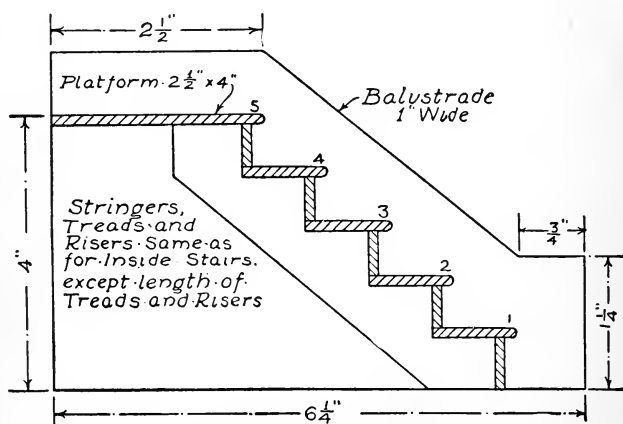 2 1/2"
Platform 2 1/2" x 4"
Balustrade
1" Wide
5
4
3
2
1
Stringers,
Treads and
Risers Same as
for Inside Stairs.
except length of
Treads and Risers
4"
3/4"
1 1/4"
6 1/4"